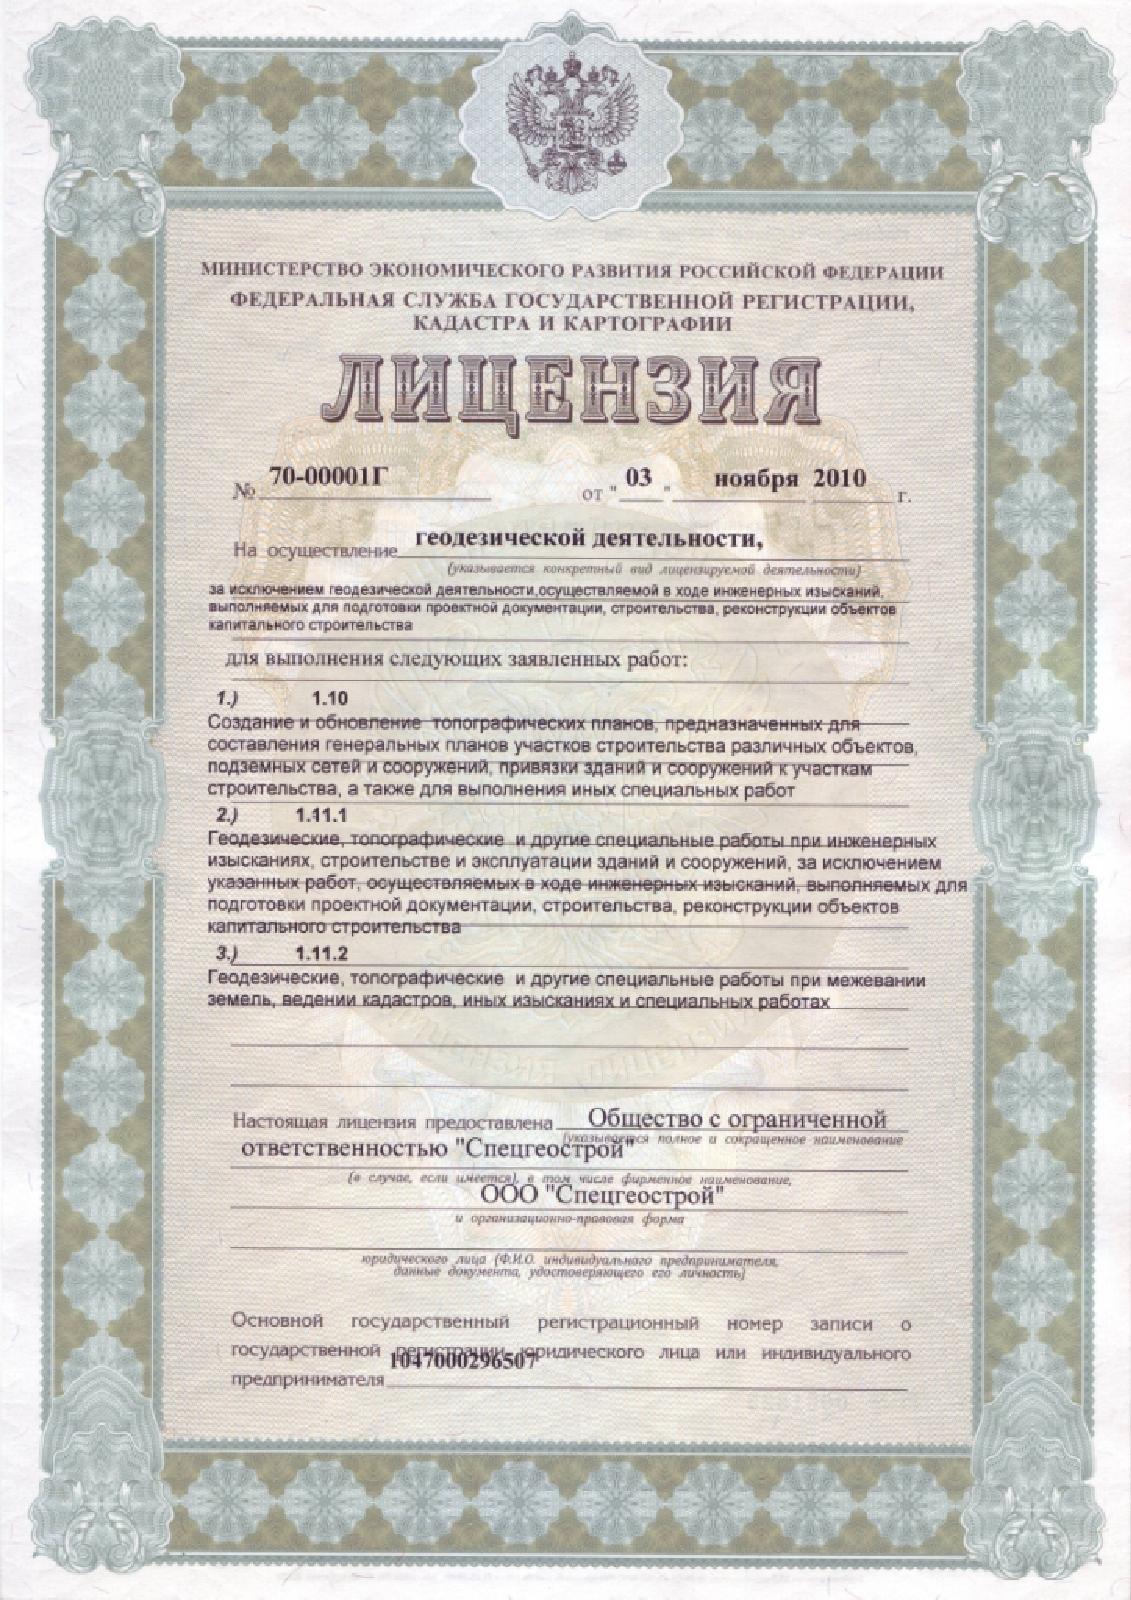 МИНИСТЕРСТВО ЭКОНОМИЧЕСКОГО РАЗВИТИЯ РОССИЙСКОЙ ФЕДЕРАЦИИ
ФЕДЕРАЛЬНАЯ СЛУЖБА ГОСУДАРСТВЕННОЙ РЕГИСТРАЦИИ,
КАДАСТРА И КАРТОГРАФИИ
ЛИЦЕНЗИЯ
№ 70-00001Г от " 03 " ноября 2010 г.
На осуществление геодезической деятельности,
(указывается конкретный вид лицензируемой деятельности)
за исключением геодезической деятельности,осуществляемой в ходе инженерных изысканий,
выполняемых для подготовки проектной документации, строительства, реконструкции объектов
капитального строительства
для выполнения следующих заявленных работ:
1.) 1.10
Создание и обновление топографических планов, предназначенных для
составления генеральных планов участков строительства различных объектов,
подземных сетей и сооружений, привязки зданий и сооружений к участкам
строительства, а также для выполнения иных специальных работ
2.) 1.11.1
Геодезические, топографические и другие специальные работы при инженерных
изысканиях, строительстве и эксплуатации зданий и сооружений, за исключением
указанных работ, осуществляемых в ходе инженерных изысканий, выполняемых для
подготовки проектной документации, строительства, реконструкции объектов
капитального строительства
3.) 1.11.2
Геодезические, топографические и другие специальные работы при межевании
земель, ведении кадастров, иных изысканиях и специальных работах
Настоящая лицензия предоставлена Общество с ограниченной
(указывается полное и сокращенное наименование
ответственностью "Спецгеострой"
(в случае, если имеется), в том числе фирменное наименование,
ООО "Спецгеострой"
и организационно-правовая форма
юридического лица (Ф.И.О. индивидуального предпринимателя,
данные документа, удостоверяющего его личность)
Основной государственный регистрационный номер записи о
государственной регистрации юридического лица или индивидуального
1047000296507
предпринимателя